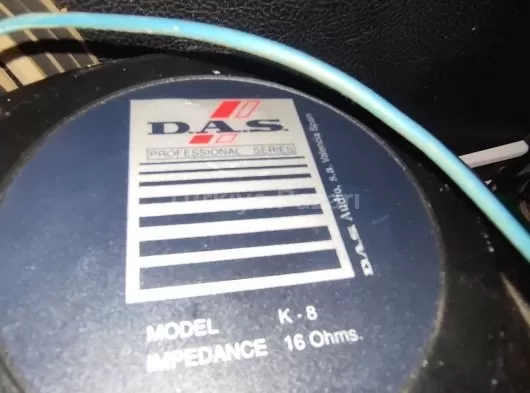 D.A.S.
PROFESSIONAL SERIES
D.A.S Audio, s.a. Valencia Spain
MODEL K-8
IMPEDANCE 16 Ohms.